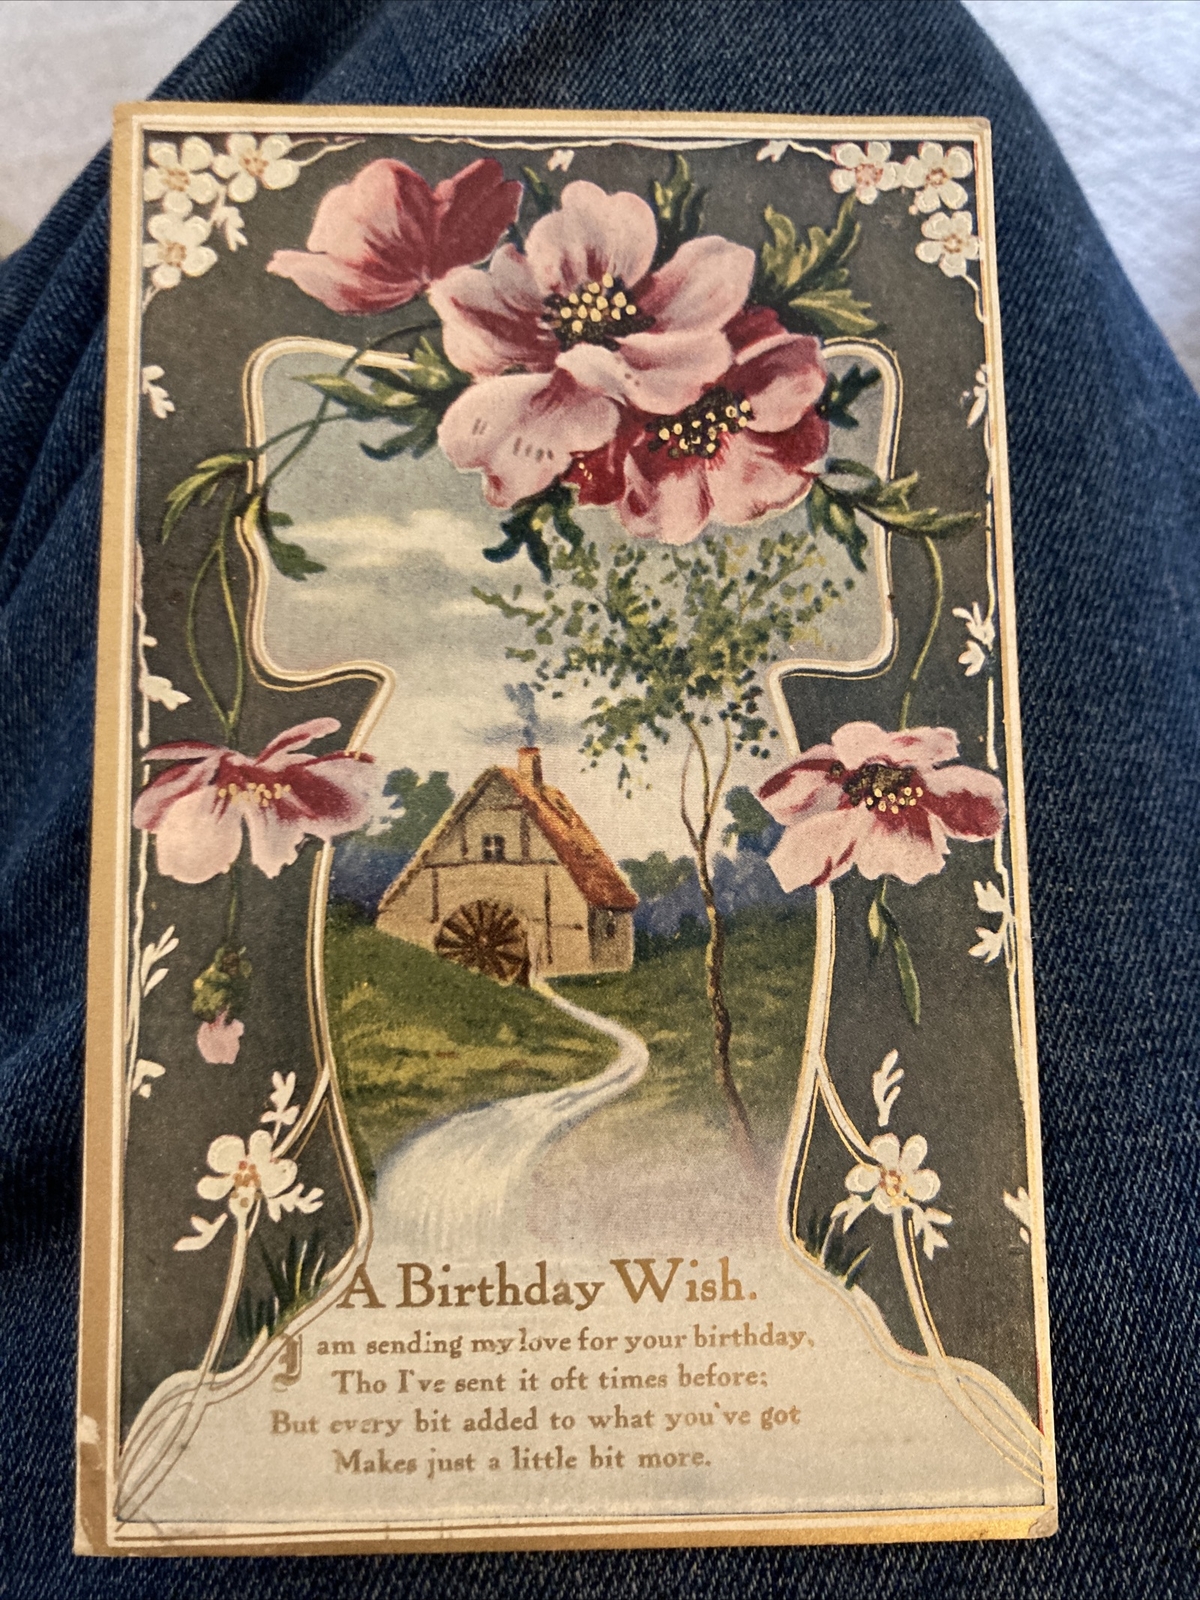 A Birthday Wish.
I am sending my love for your birthday,
Tho I've sent it oft times before;
But every bit added to what you've got
Makes just a little bit more.